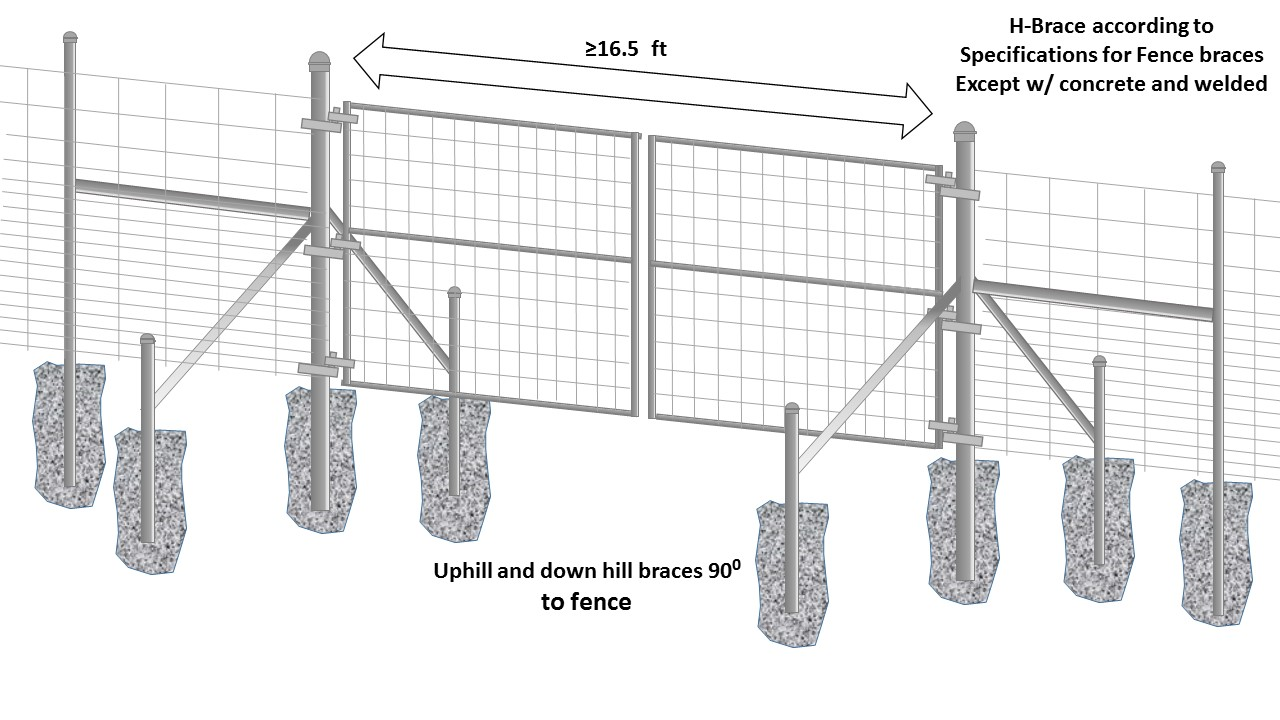 ≥16.5 ft
H-Brace according to
Specifications for Fence braces
Except w/ concrete and welded
Uphill and down hill braces 90⁰
to fence